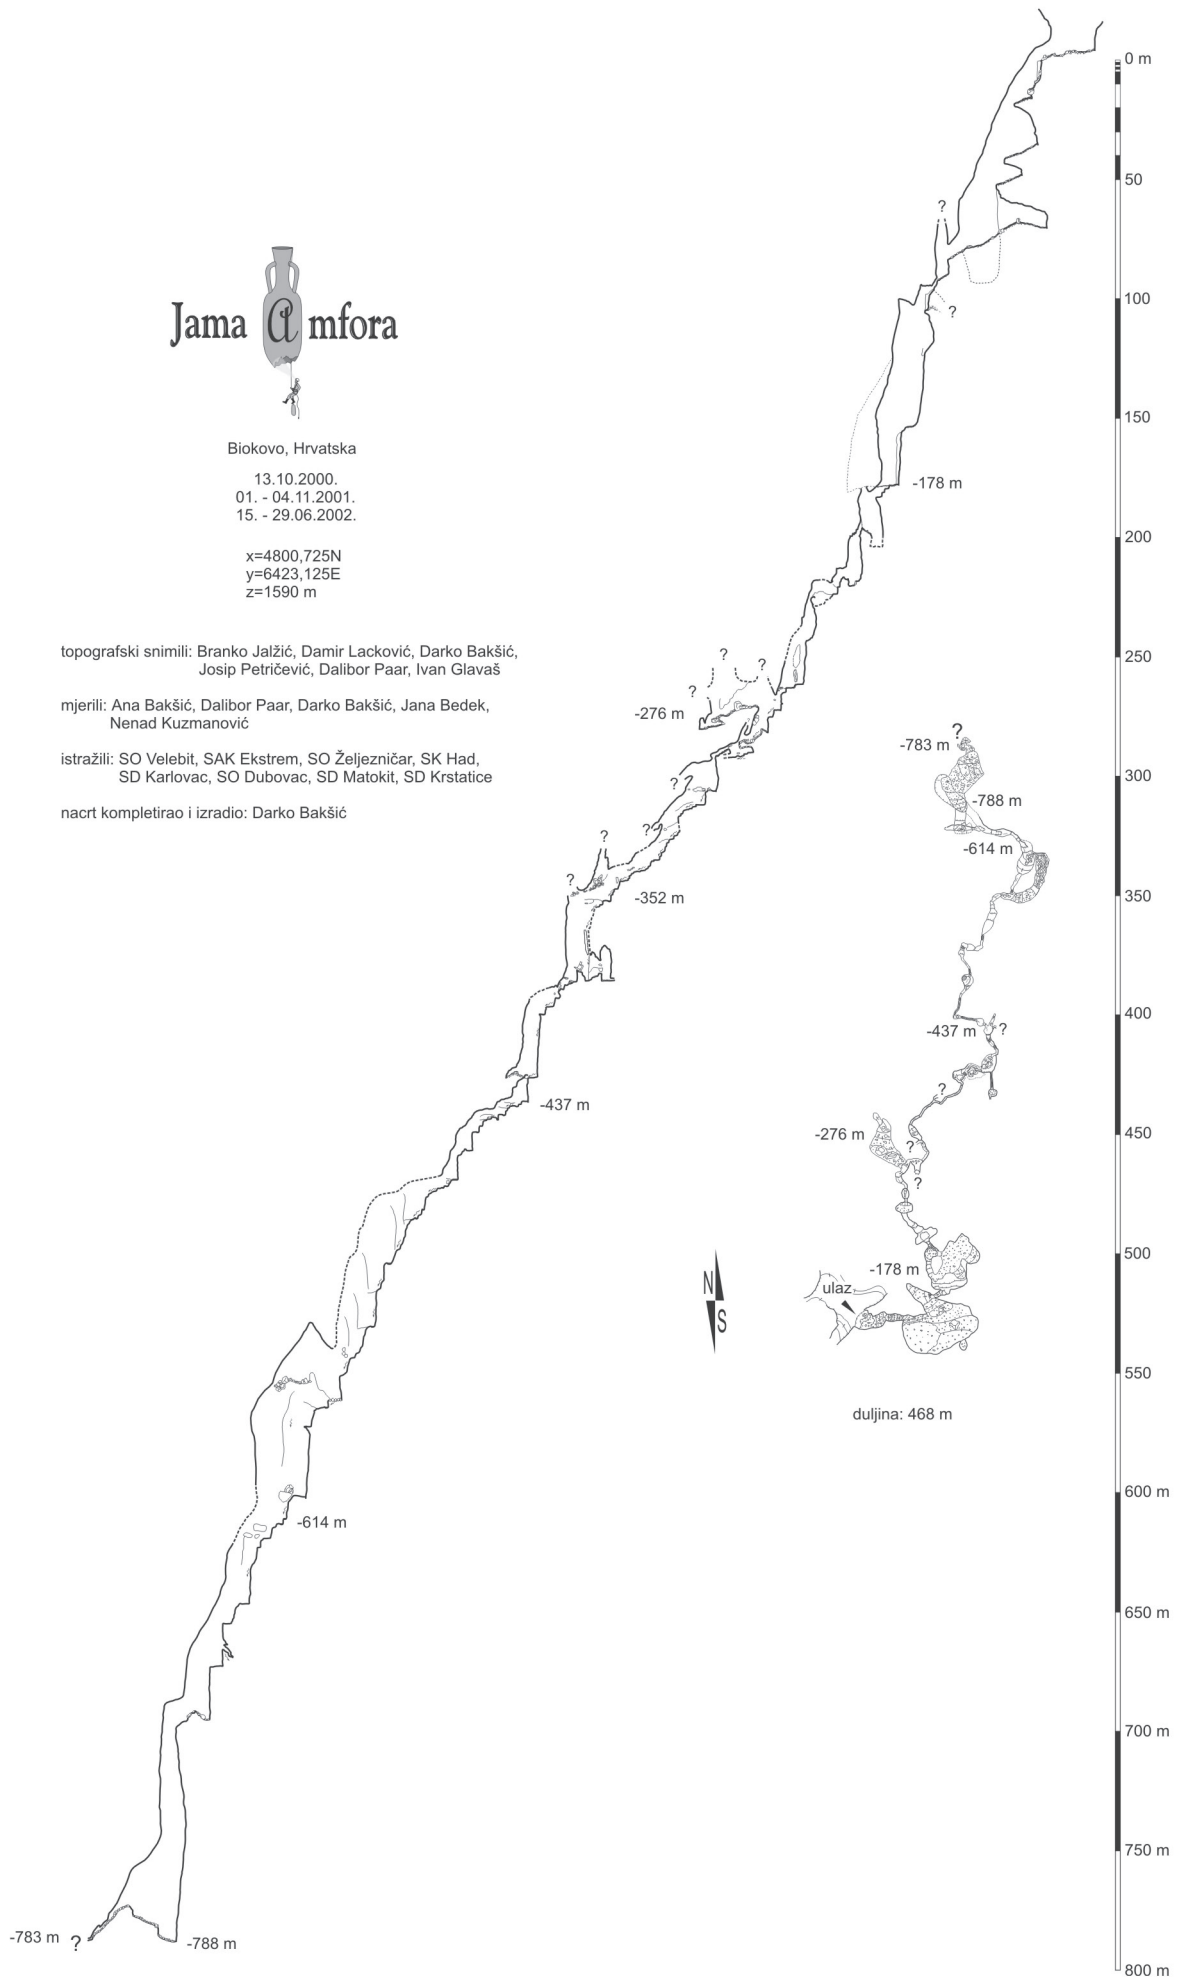 Jama amfora
Biokovo, Hrvatska
13.10.2000.
01. - 04.11.2001.
15. - 29.06.2002.
x=4800,725N
y=6423,125E
z=1590 m
topografski snimili: Branko Jalžić, Damir Lacković, Darko Bakšić,
Josip Petričević, Dalibor Paar, Ivan Glavaš
mjerili: Ana Bakšić, Dalibor Paar, Darko Bakšić, Jana Bedek,
Nenad Kuzmanović
istražili: SO Velebit, SAK Ekstrem, SO Željezničar, SK Had,
SD Karlovac, SO Dubovac, SD Matokit, SD Krstatice
nacrt kompletirao i izradio: Darko Bakšić
?
?
-178 m
?
?
?
-276 m
?
?
?
?
-352 m
-437 m
-614 m
-783 m ?
-788 m
?
-783 m
-788 m
-614 m
-437 m
?
?
-276 m
?
?
-178 m
ulaz
N
S
duljina: 468 m
0 m
50
100
150
200
250
300
350
400
450
500
550
600 m
650 m
700 m
750 m
800 m